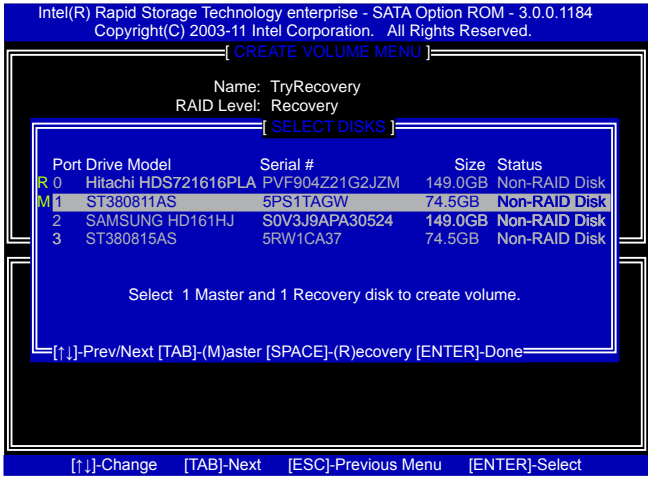 Intel(R) Rapid Storage Technology enterprise - SATA Option ROM - 3.0.0.1184
Copyright(C) 2003-11 Intel Corporation. All Rights Reserved.
[ CREATE VOLUME MENU ]
Name: TryRecovery
RAID Level: Recovery
[ SELECT DISKS ]
Port Drive Model Serial # Size Status
R 0 Hitachi HDS721616PLA PVF904Z21G2JZM 149.0GB Non-RAID Disk
M 1 ST380811AS 5PS1TAGW 74.5GB Non-RAID Disk
2 SAMSUNG HD161HJ S0V3J9APA30524 149.0GB Non-RAID Disk
3 ST380815AS 5RW1CA37 74.5GB Non-RAID Disk
Select 1 Master and 1 Recovery disk to create volume.
[↑↓]-Prev/Next [TAB]-(M)aster [SPACE]-(R)ecovery [ENTER]-Done
[↑↓]-Change [TAB]-Next [ESC]-Previous Menu [ENTER]-Select